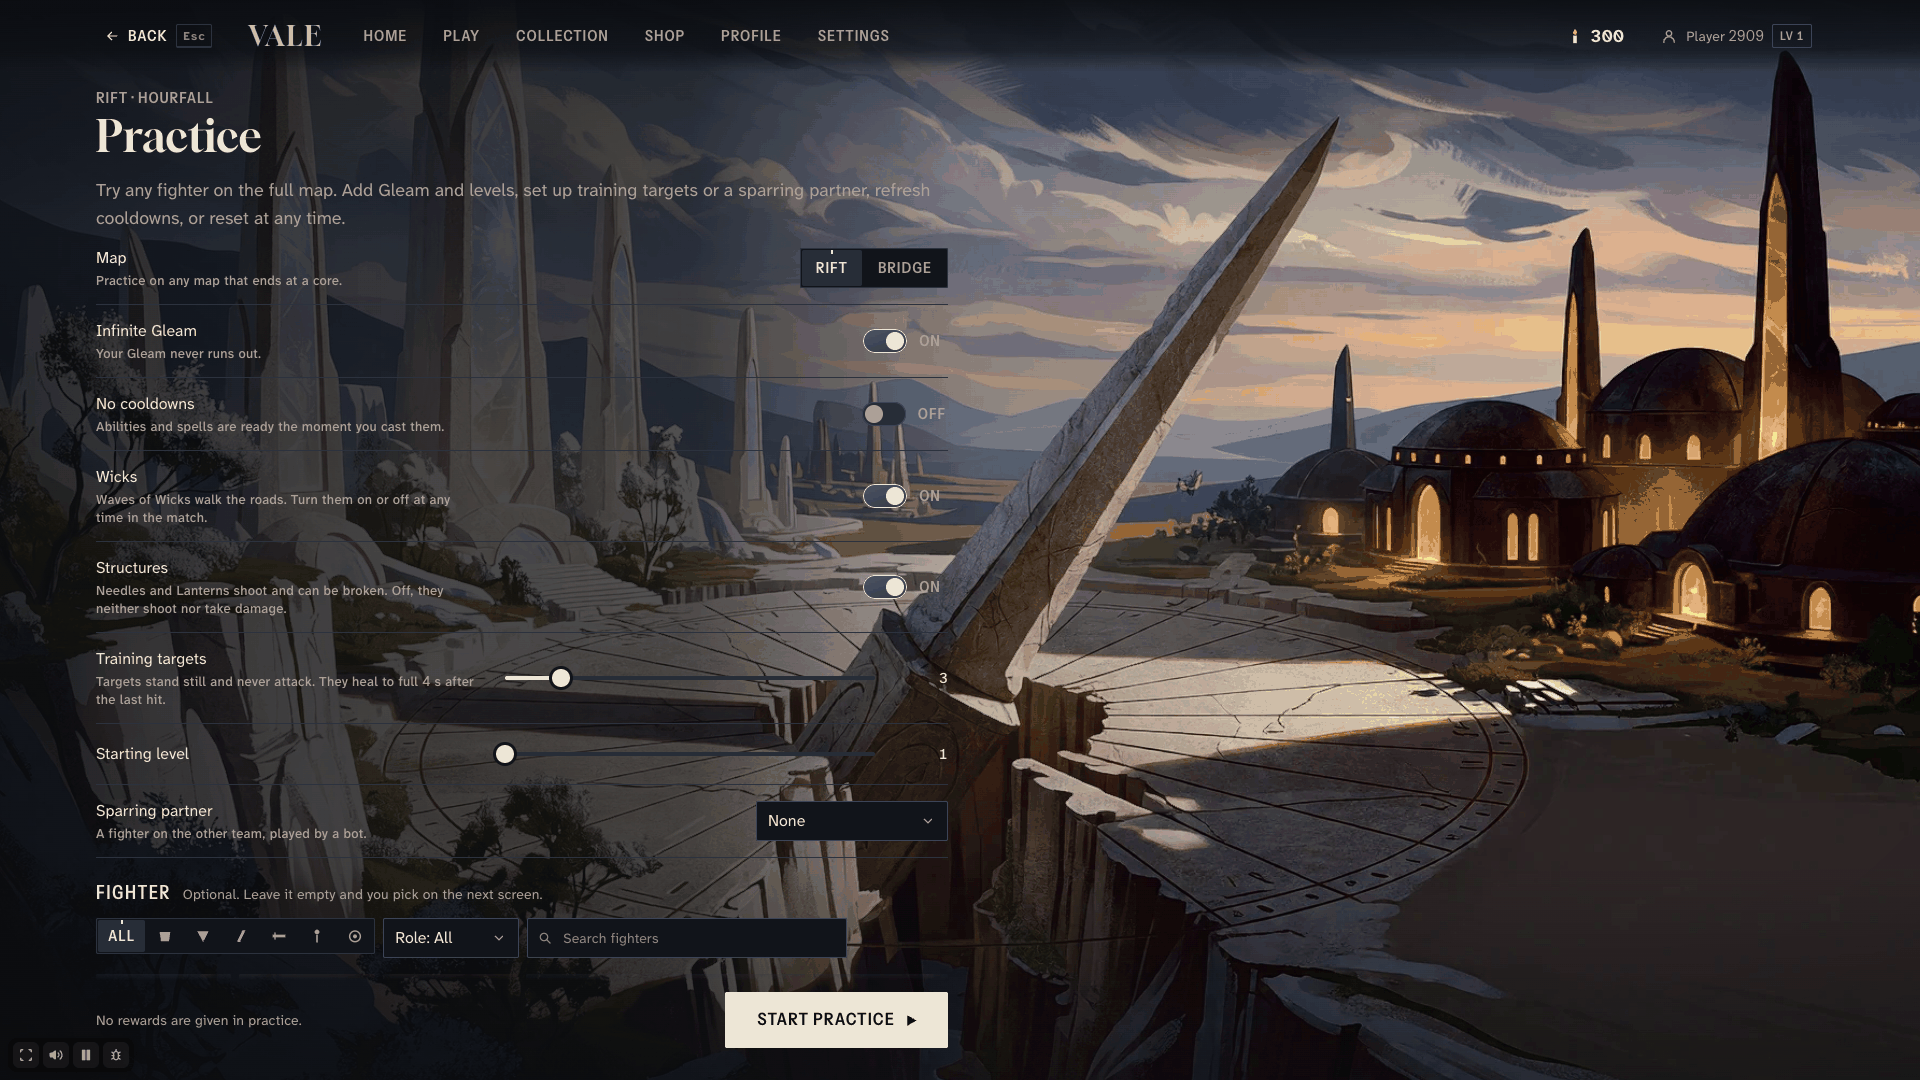 BACK Esc VALE HOME PLAY COLLECTION SHOP PROFILE SETTINGS 300 Player 2909 LV 1
RIFT · HOURFALL
Practice
Try any fighter on the full map. Add Gleam and levels, set up training targets or a sparring partner, refresh
cooldowns, or reset at any time.
Map
Practice on any map that ends at a core.
RIFT BRIDGE
Infinite Gleam
Your Gleam never runs out.
ON
No cooldowns
Abilities and spells are ready the moment you cast them.
OFF
Wicks
Waves of Wicks walk the roads. Turn them on or off at any
time in the match.
ON
Structures
Needles and Lanterns shoot and can be broken. Off, they
neither shoot nor take damage.
ON
Training targets
Targets stand still and never attack. They heal to full 4 s after
the last hit.
3
Starting level
1
Sparring partner
A fighter on the other team, played by a bot.
None
FIGHTER Optional. Leave it empty and you pick on the next screen.
ALL Role: All Search fighters
No rewards are given in practice.
START PRACTICE